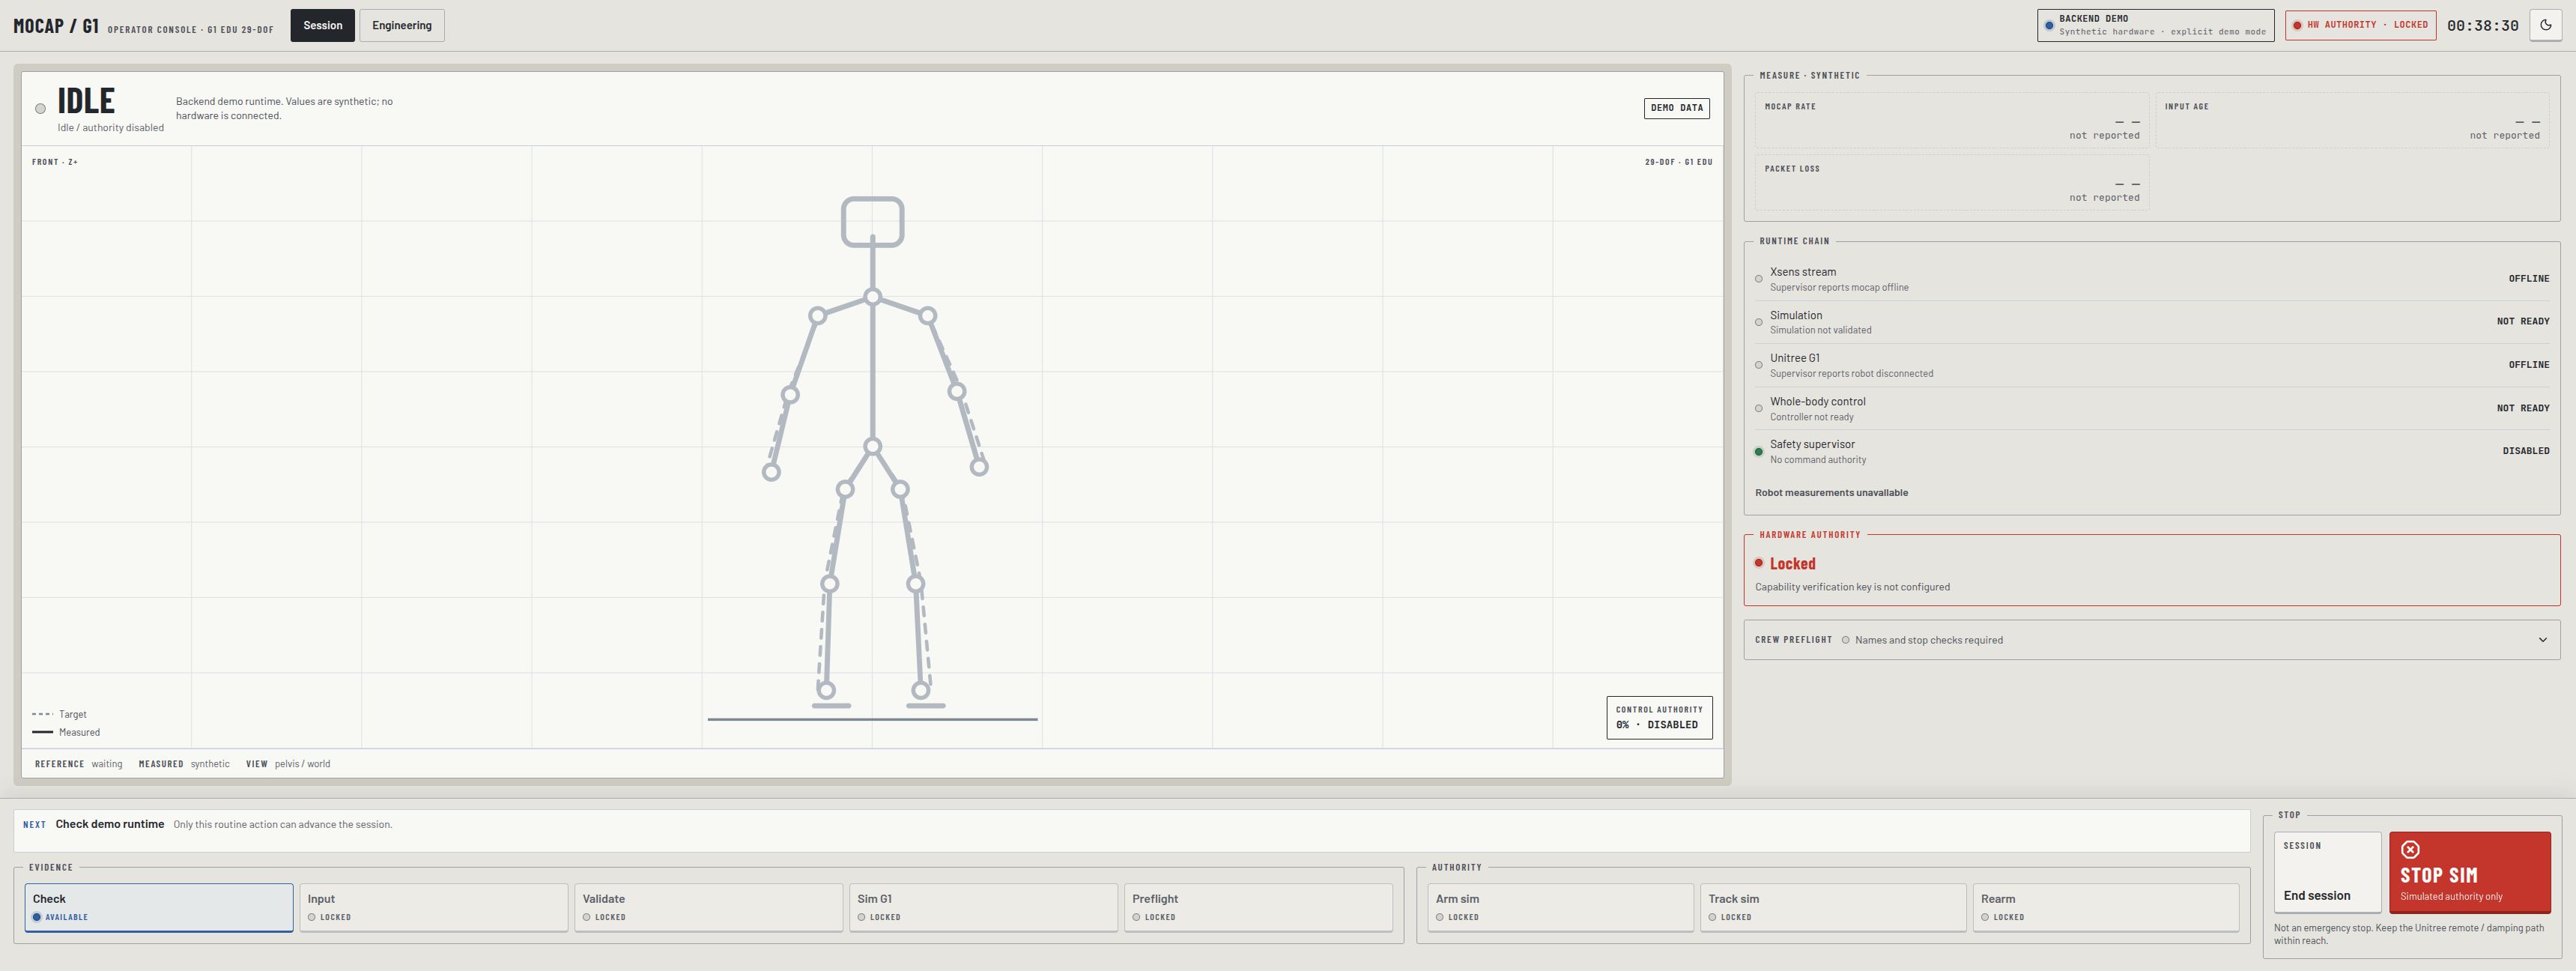 MOCAP / G1 OPERATOR CONSOLE · G1 EDU 29-DOF Session Engineering
BACKEND DEMO
Synthetic hardware · explicit demo mode
HW AUTHORITY · LOCKED 00:38:30
IDLE
Idle / authority disabled
Backend demo runtime. Values are synthetic; no
hardware is connected.
DEMO DATA
FRONT · Z+
29-DOF · G1 EDU
Target
Measured
CONTROL AUTHORITY
0% · DISABLED
REFERENCE waiting MEASURED synthetic VIEW pelvis / world
MEASURE · SYNTHETIC
MOCAP RATE
— —
not reported
INPUT AGE
— —
not reported
PACKET LOSS
— —
not reported
RUNTIME CHAIN
Xsens stream
Supervisor reports mocap offline
OFFLINE
Simulation
Simulation not validated
NOT READY
Unitree G1
Supervisor reports robot disconnected
OFFLINE
Whole-body control
Controller not ready
NOT READY
Safety supervisor
No command authority
DISABLED
Robot measurements unavailable
HARDWARE AUTHORITY
Locked
Capability verification key is not configured
CREW PREFLIGHT Names and stop checks required
NEXT Check demo runtime Only this routine action can advance the session.
EVIDENCE
Check
AVAILABLE
Input
LOCKED
Validate
LOCKED
Sim G1
LOCKED
Preflight
LOCKED
AUTHORITY
Arm sim
LOCKED
Track sim
LOCKED
Rearm
LOCKED
STOP
SESSION
End session
STOP SIM
Simulated authority only
Not an emergency stop. Keep the Unitree remote / damping path
within reach.